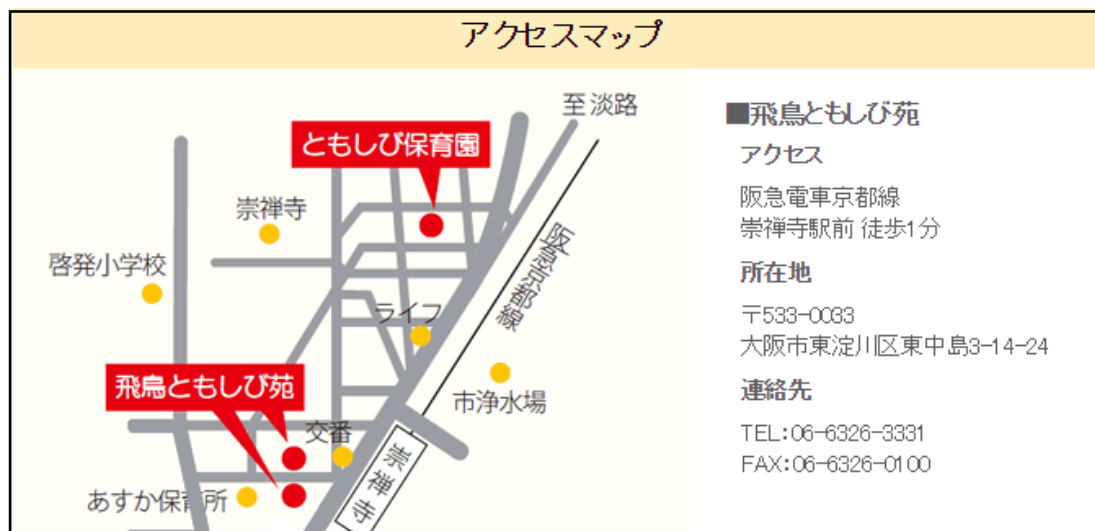 アクセスマップ
至淡路
ともしび保育園
崇禅寺
阪急京都線
啓発小学校
ライフ
飛鳥ともしび苑
市浄水場
交番
崇禅寺
あすか保育所
■飛鳥ともしび苑
アクセス
阪急電車京都線
崇禅寺駅前 徒歩1分
所在地
〒533-0033
大阪市東淀川区東中島3-14-24
連絡先
TEL:06-6326-3331
FAX:06-6326-0100